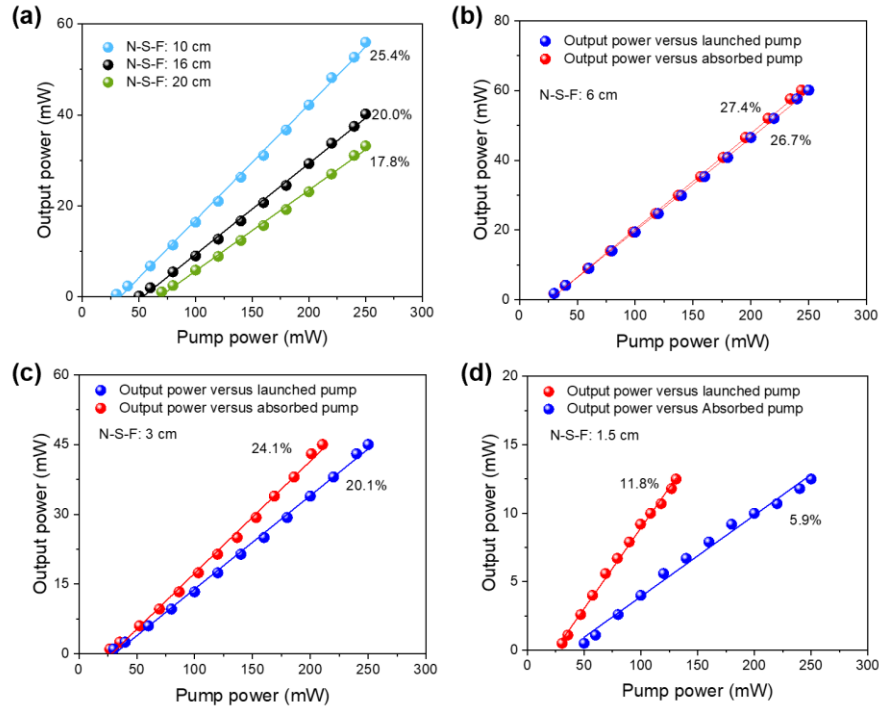 (a)
60
40
20
0
Output power (mW)
N-S-F: 10 cm
N-S-F: 16 cm
N-S-F: 20 cm
25.4%
20.0%
17.8%
0 50 100 150 200 250 300
Pump power (mW)
(b)
80
60
40
20
0
Output power (mW)
Output power versus launched pump
Output power versus absorbed pump
N-S-F: 6 cm
27.4%
26.7%
0 50 100 150 200 250 300
Pump power (mW)
(c)
60
45
30
15
0
Output power (mW)
Output power versus launched pump
Output power versus absorbed pump
N-S-F: 3 cm
24.1%
20.1%
0 50 100 150 200 250 300
Pump power (mW)
(d)
20
15
10
5
0
Output power (mW)
Output power versus launched pump
Output power versus Absorbed pump
N-S-F: 1.5 cm
11.8%
5.9%
0 50 100 150 200 250 300
Pump power (mW)